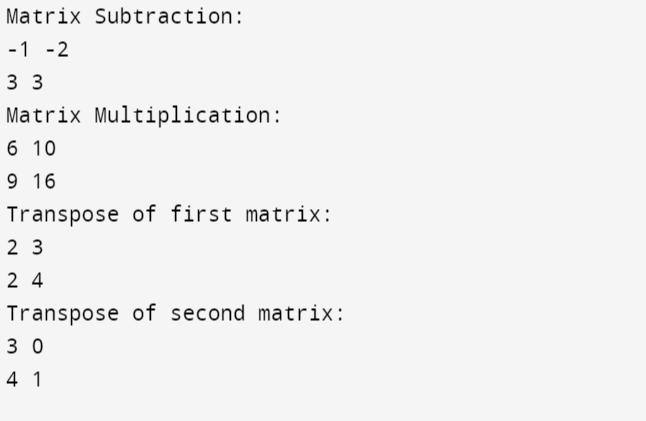 Matrix Subtraction:
-1 -2
3 3
Matrix Multiplication:
6 10
9 16
Transpose of first matrix:
2 3
2 4
Transpose of second matrix:
3 0
4 1